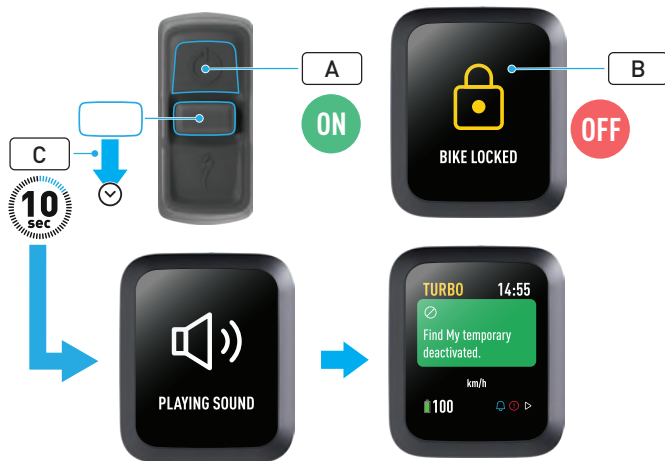 A
B
ON
OFF
BIKE LOCKED
C
10
sec
PLAYING SOUND
TURBO 14:55
Find My temporary
deactivated.
km/h
100